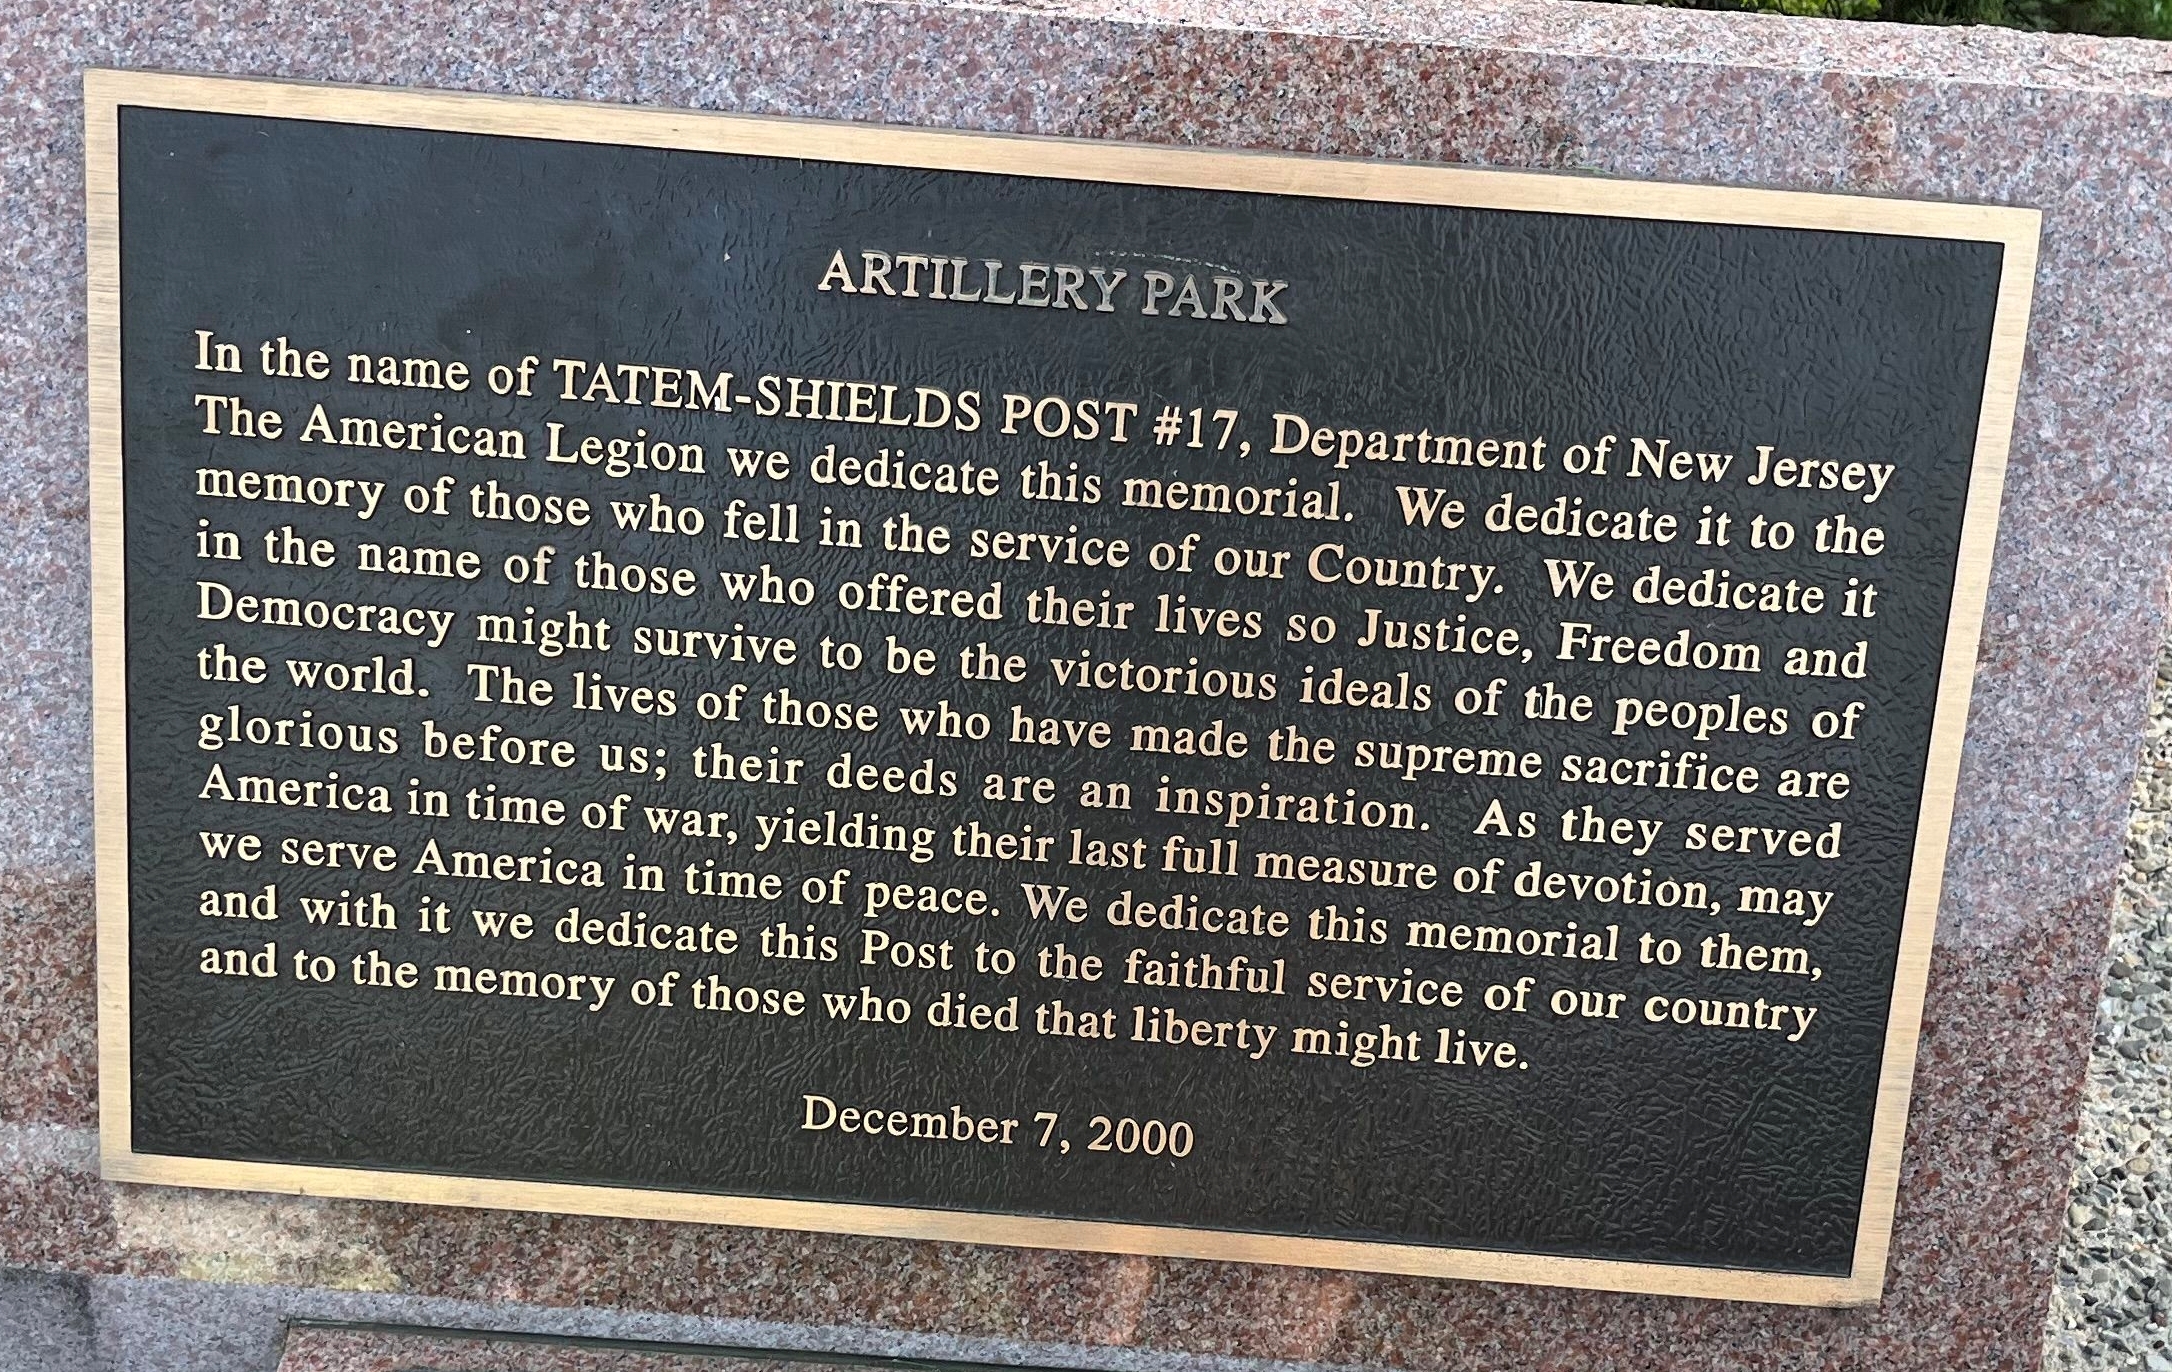 ARTILLERY PARK
In the name of TATEM-SHIELDS POST #17, Department of New Jersey
The American Legion we dedicate this memorial. We dedicate it to the
memory of those who fell in the service of our Country. We dedicate it
in the name of those who offered their lives so Justice, Freedom and
Democracy might survive to be the victorious ideals of the peoples of
the world. The lives of those who have made the supreme sacrifice are
glorious before us; their deeds are an inspiration. As they served
America in time of war, yielding their last full measure of devotion, may
we serve America in time of peace. We dedicate this memorial to them,
and with it we dedicate this Post to the faithful service of our country
and to the memory of those who died that liberty might live.
December 7, 2000